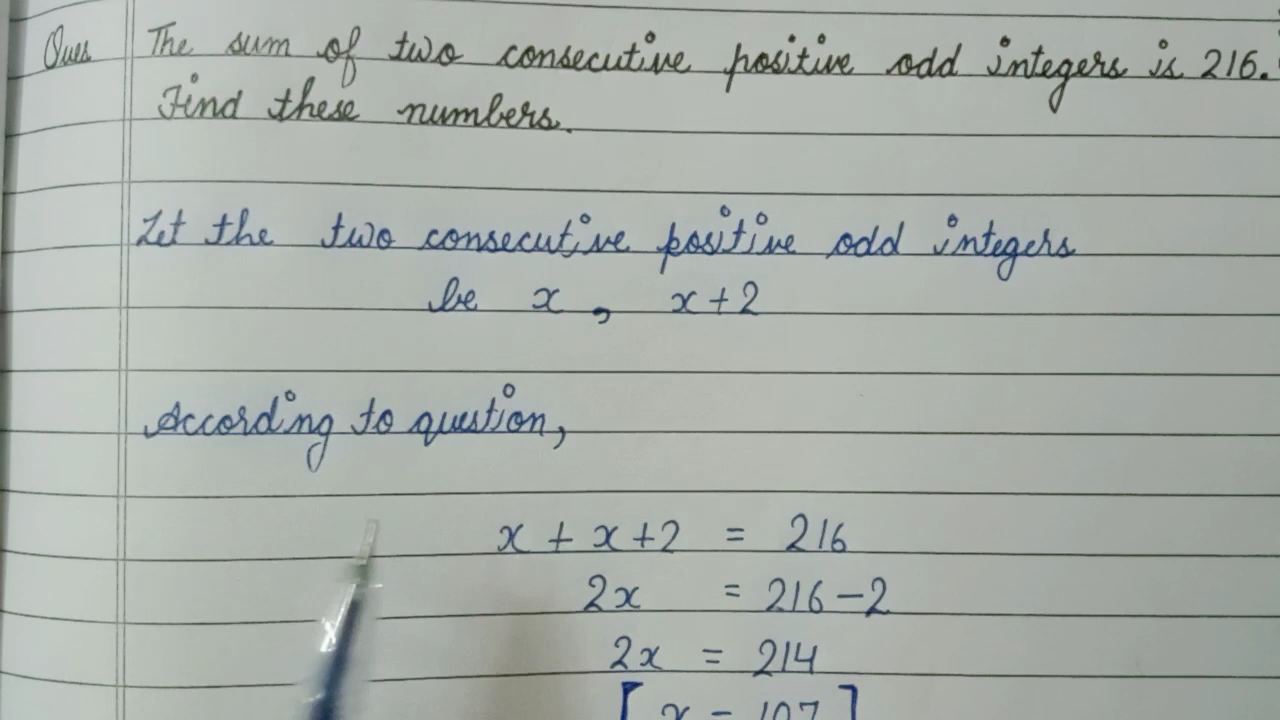 Ques The sum of two consecutive positive odd integers is 216.
Find these numbers.
Let the two consecutive positive odd integers
be x, x+2
According to question,
x + x+2 = 216
2x = 216-2
2x = 214
[x = 107]